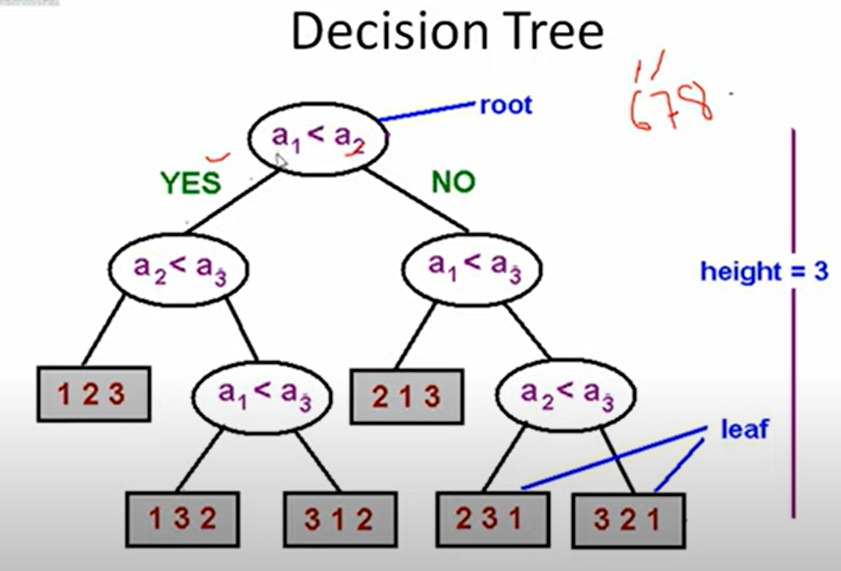 Decision Tree
678
root
a₁ < a₂
YES
NO
a₂ < a₃
a₁ < a₃
height = 3
1 2 3
a₁ < a₃
2 1 3
a₂ < a₃
leaf
1 3 2
3 1 2
2 3 1
3 2 1